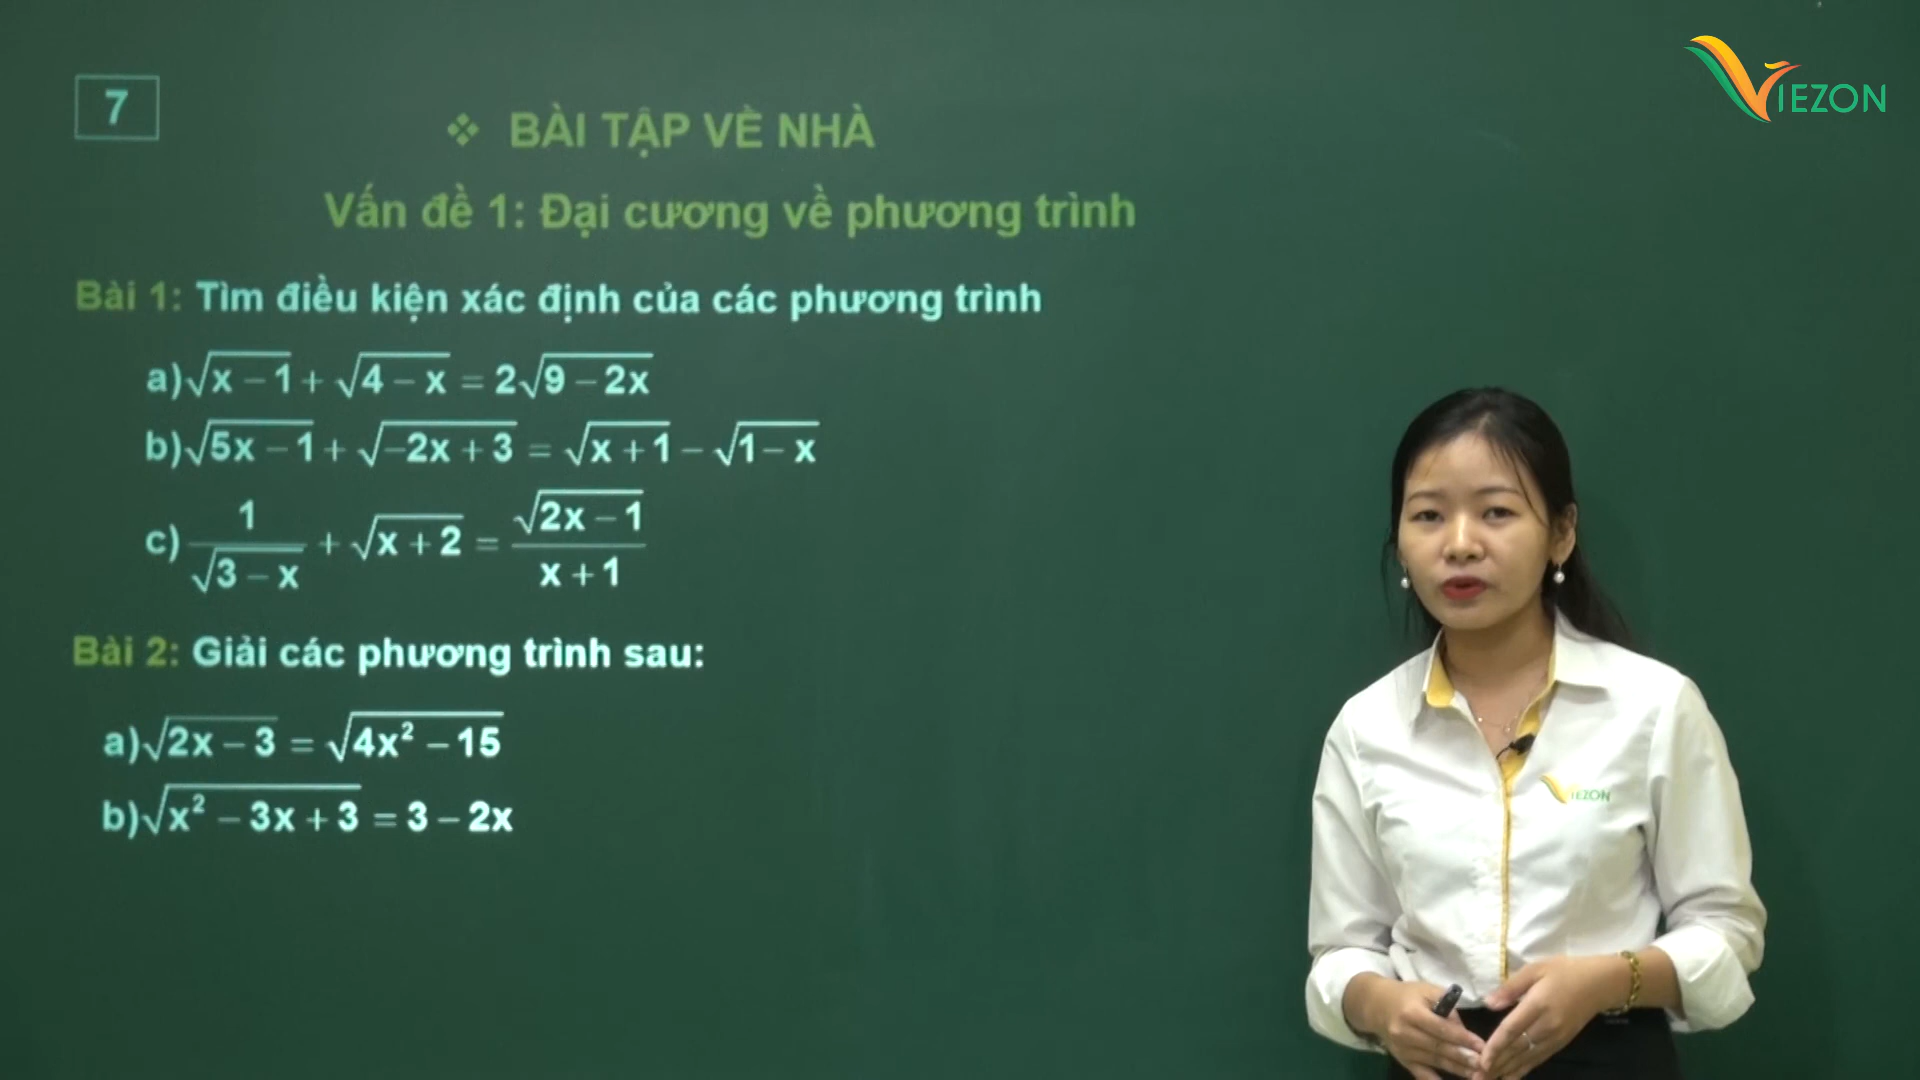 VIEZON
7
❖ BÀI TẬP VỀ NHÀ
Vấn đề 1: Đại cương về phương trình
Bài 1: Tìm điều kiện xác định của các phương trình
a)√(x − 1) + √(4 − x) = 2√(9 − 2x)
b)√(5x − 1) + √(−2x + 3) = √(x + 1) − √(1 − x)
c) 1/√(3 − x) + √(x + 2) = √(2x − 1)/(x + 1)
Bài 2: Giải các phương trình sau:
a)√(2x − 3) = √(4x² − 15)
b)√(x² − 3x + 3) = 3 − 2x
VIEZON